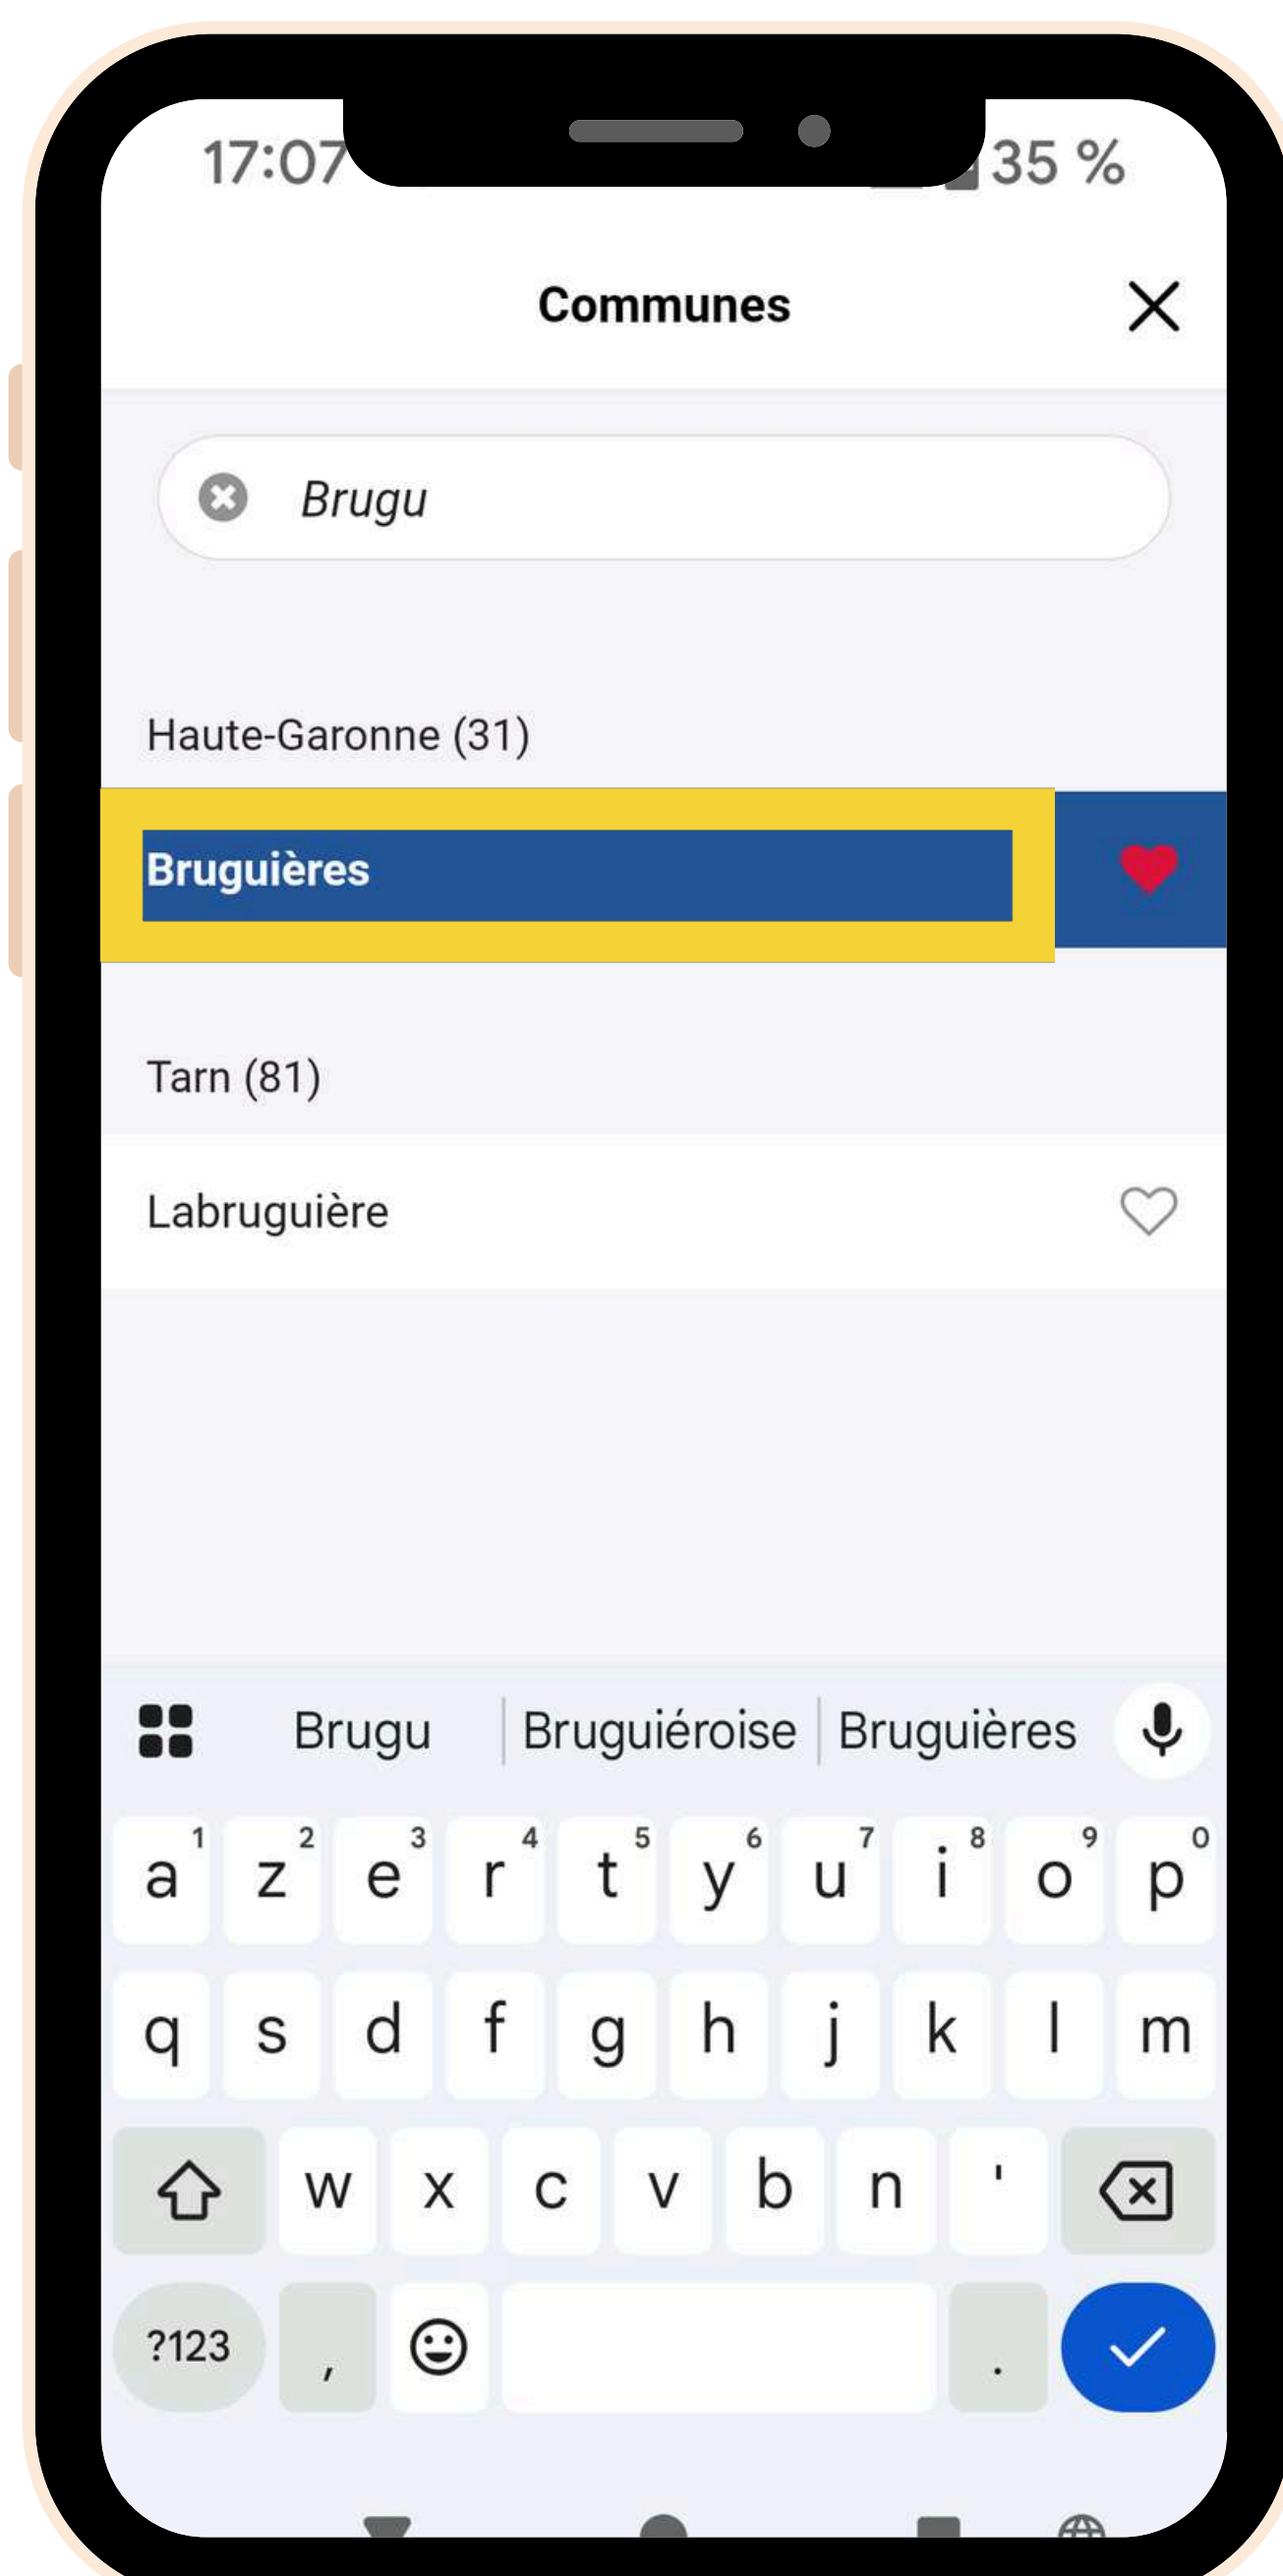 17:07 35 %
Communes
Brugu
Haute-Garonne (31)
Bruguières
Tarn (81)
Labruguière
Brugu Bruguiéroise Bruguières
a 1 z 2 e 3 r 4 t 5 y 6 u 7 i 8 o 9 p 0
q s d f g h j k l m
w x c v b n '
?123 , .